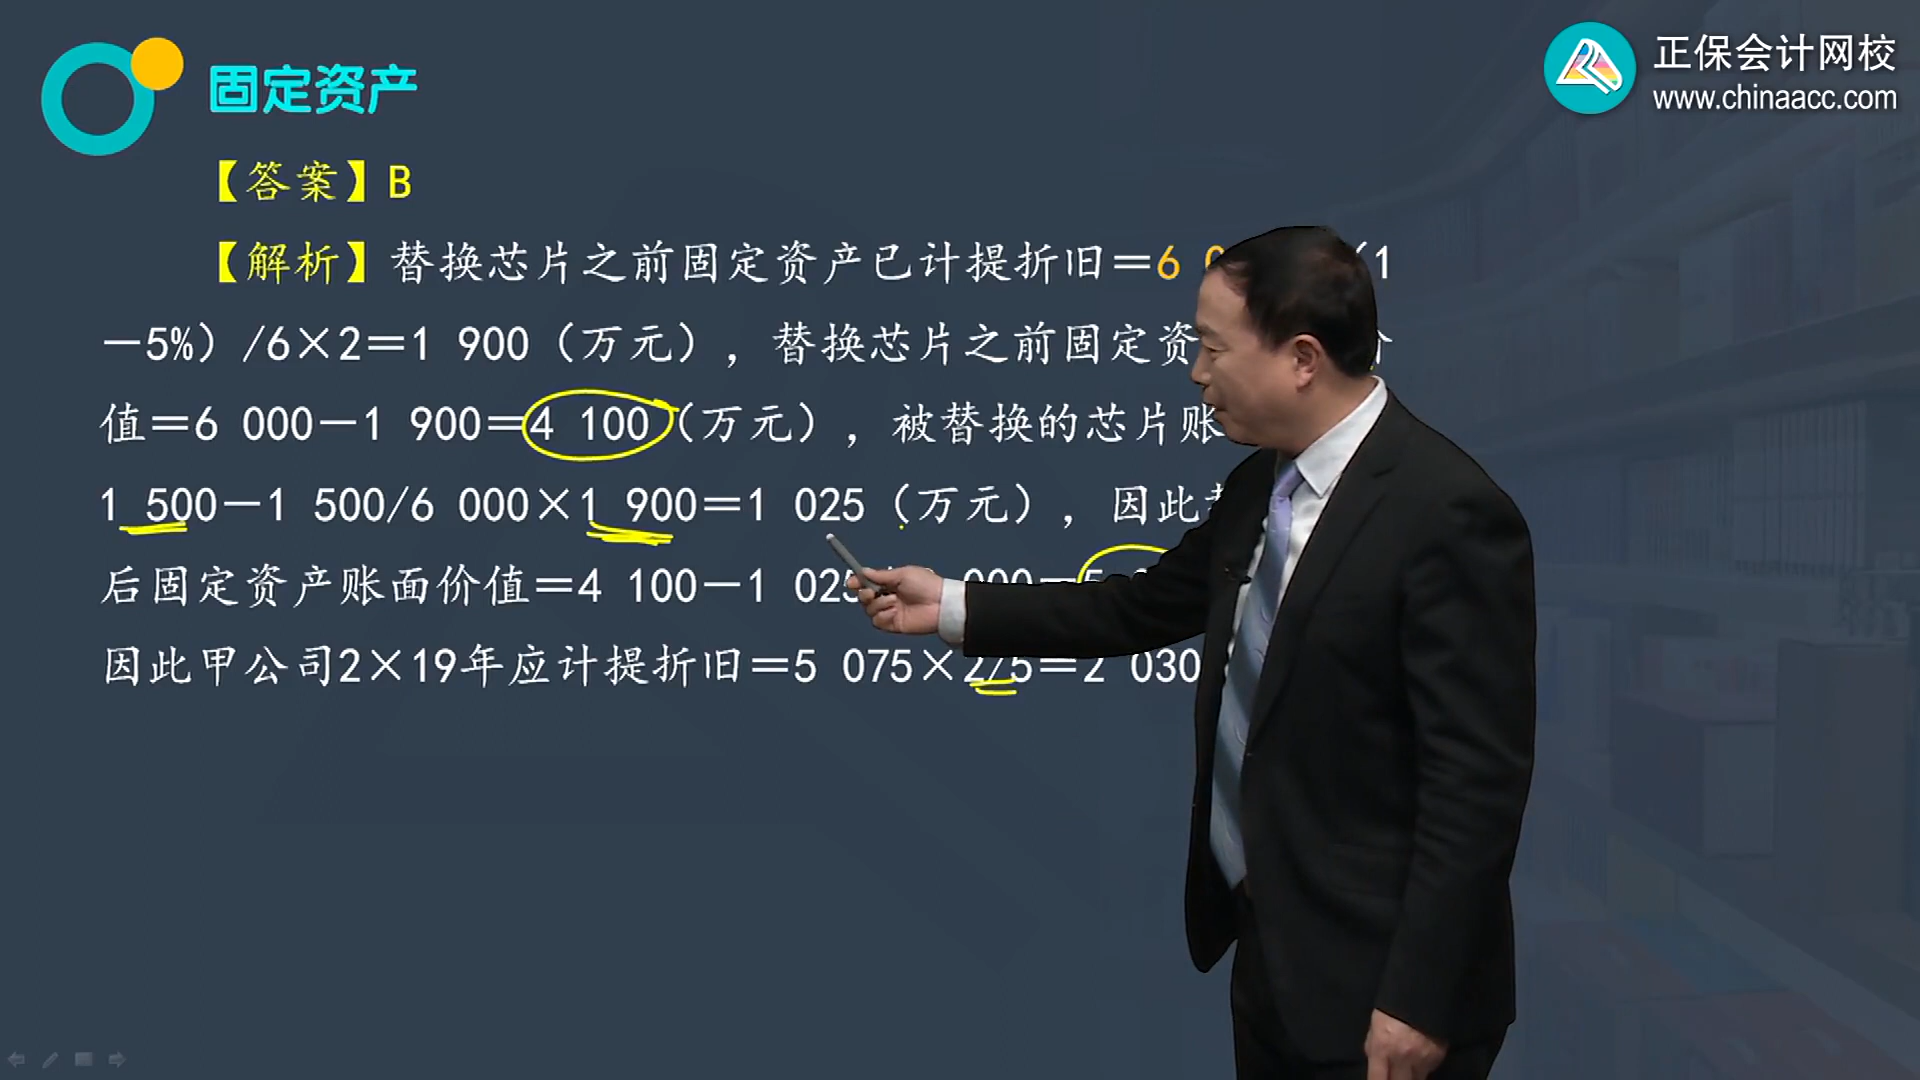 固定资产
正保会计网校
www.chinaacc.com
【答案】B
【解析】替换芯片之前固定资产已计提折旧＝6 （1
－5%）/6×2＝1 900（万元），替换芯片之前固定资
值＝6 000－1 900＝4 100（万元），被替换的芯片账
1 500－1 500/6 000×1 900＝1 025（万元），因此
后固定资产账面价值＝4 100－1 025
因此甲公司2×19年应计提折旧＝5 075×2/5＝2 030